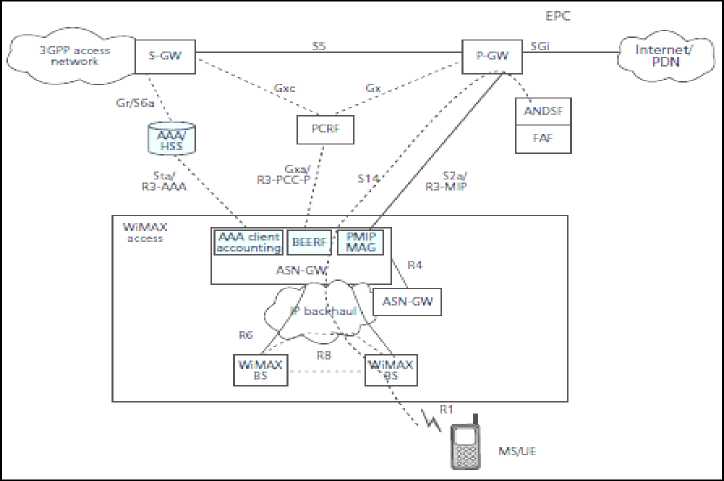 EPC
3GPP access
network
S-GW
S5
P-GW
SGi
Internet/
PDN
Gxc
Gx
Gr/S6a
PCRF
ANDSF
FAF
AAA/
HSS
Sta/
R3-AAA
Gxa/
R3-PCC-P
S14
S2a/
R3-MIP
WiMAX
access
AAA client
accounting
BEERF
PMIP
MAG
ASN-GW
R4
ASN-GW
IP backhaul
R6
R8
WiMAX
BS
WiMAX
BS
R1
MS/UE